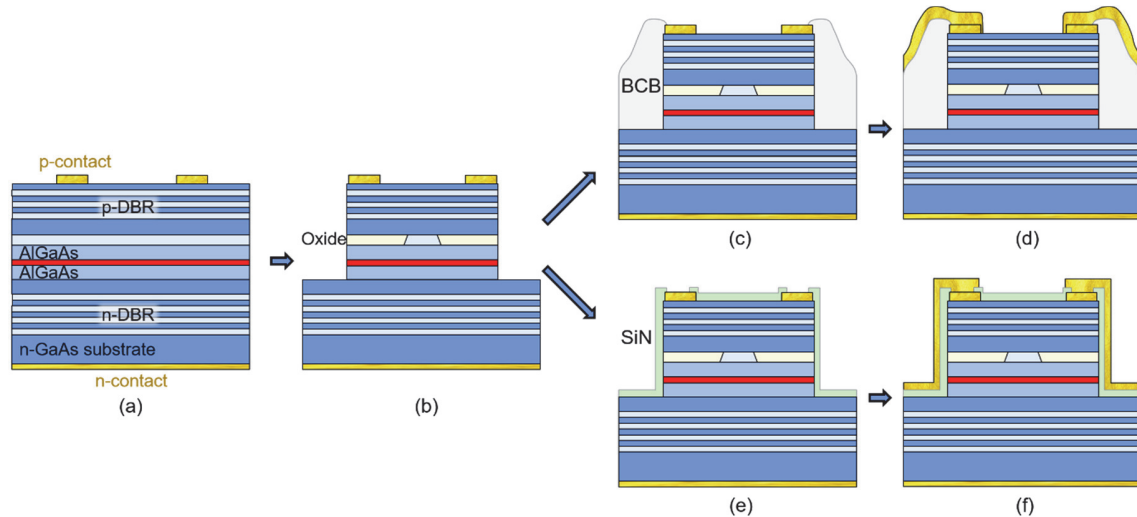 p-contact
p-DBR
AlGaAs
AlGaAs
n-DBR
n-GaAs substrate
n-contact
(a)
Oxide
(b)
BCB
(c)
(d)
SiN
(e)
(f)